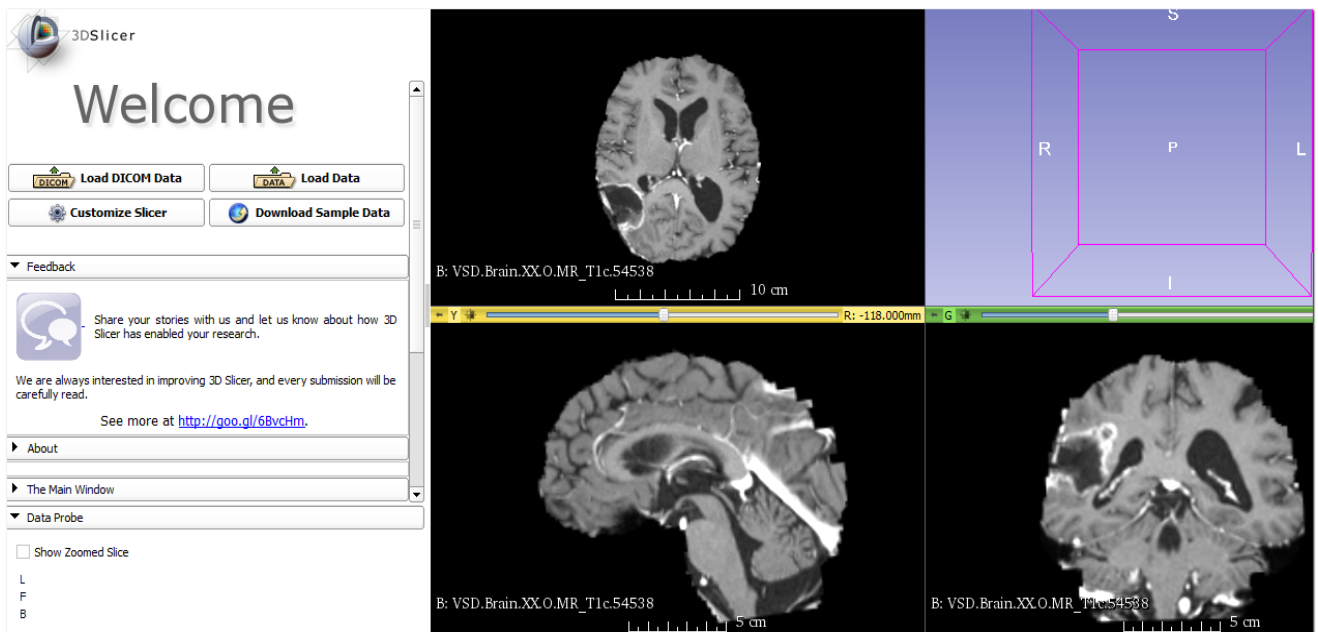 3DSlicer
Welcome
DICOM Load DICOM Data
DATA Load Data
Customize Slicer
Download Sample Data
Feedback
Share your stories with us and let us know about how 3D
Slicer has enabled your research.
We are always interested in improving 3D Slicer, and every submission will be
carefully read.
See more at http://goo.gl/6BvcHm.
About
The Main Window
Data Probe
Show Zoomed Slice
L
F
B
B: VSD.Brain.XX.O.MR_T1c.54538
10 cm
S
R
P
L
I
Y
R: -118.000mm
G
B: VSD.Brain.XX.O.MR_T1c.54538
5 cm
B: VSD.Brain.XX.O.MR_T1c.54538
5 cm